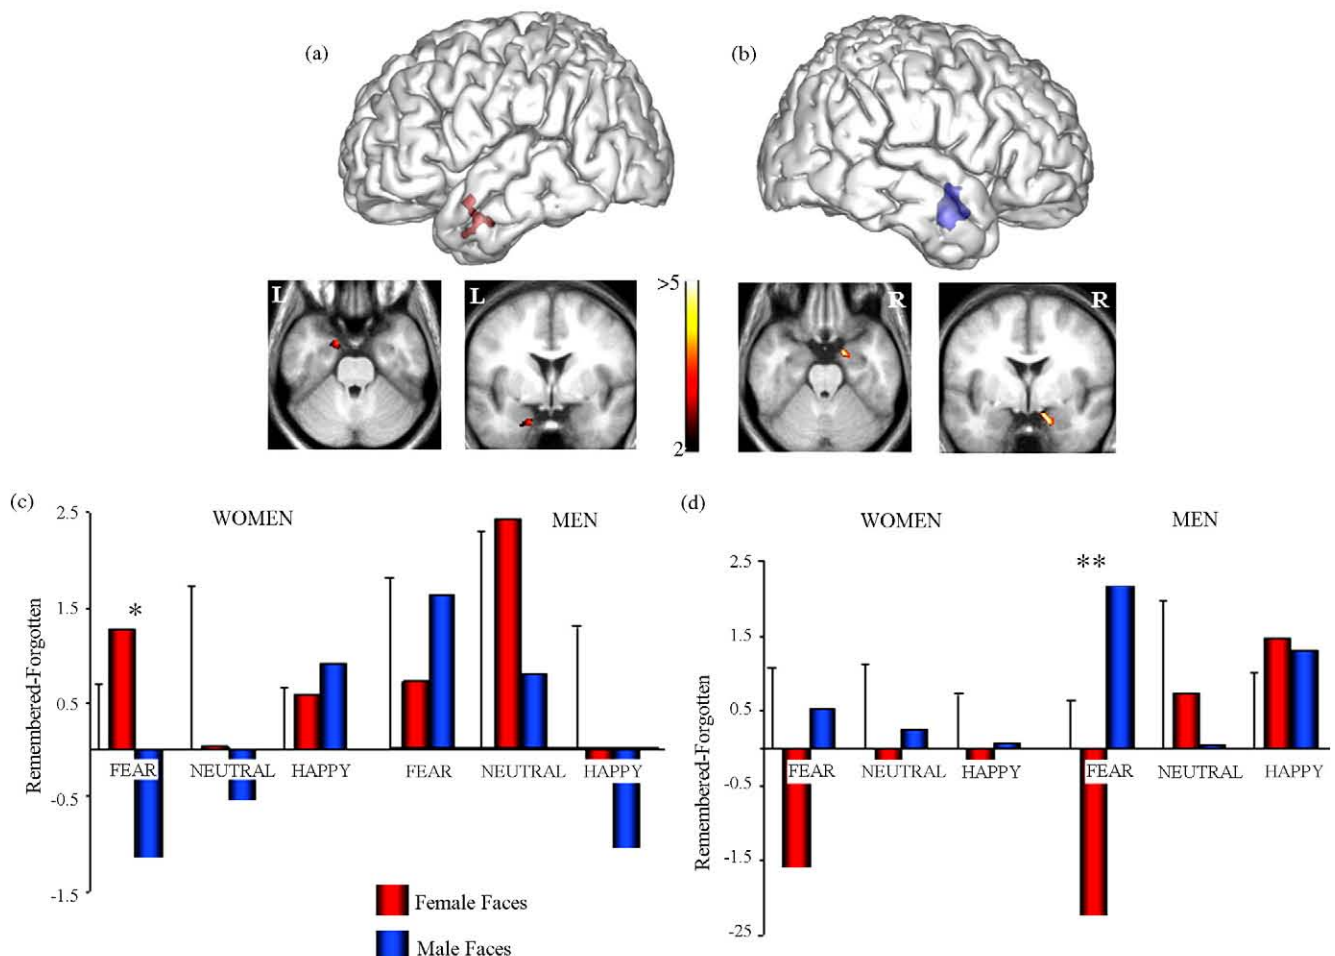 (a)
(b)
L
L
>5
2
R
R
(c)
WOMEN
MEN
2.5
1.5
0.5
-0.5
-1.5
Remembered-Forgotten
*
FEAR
NEUTRAL
HAPPY
FEAR
NEUTRAL
HAPPY
Female Faces
Male Faces
(d)
WOMEN
MEN
2.5
1.5
0.5
-0.5
-1.5
-25
Remembered-Forgotten
**
FEAR
NEUTRAL
HAPPY
FEAR
NEUTRAL
HAPPY